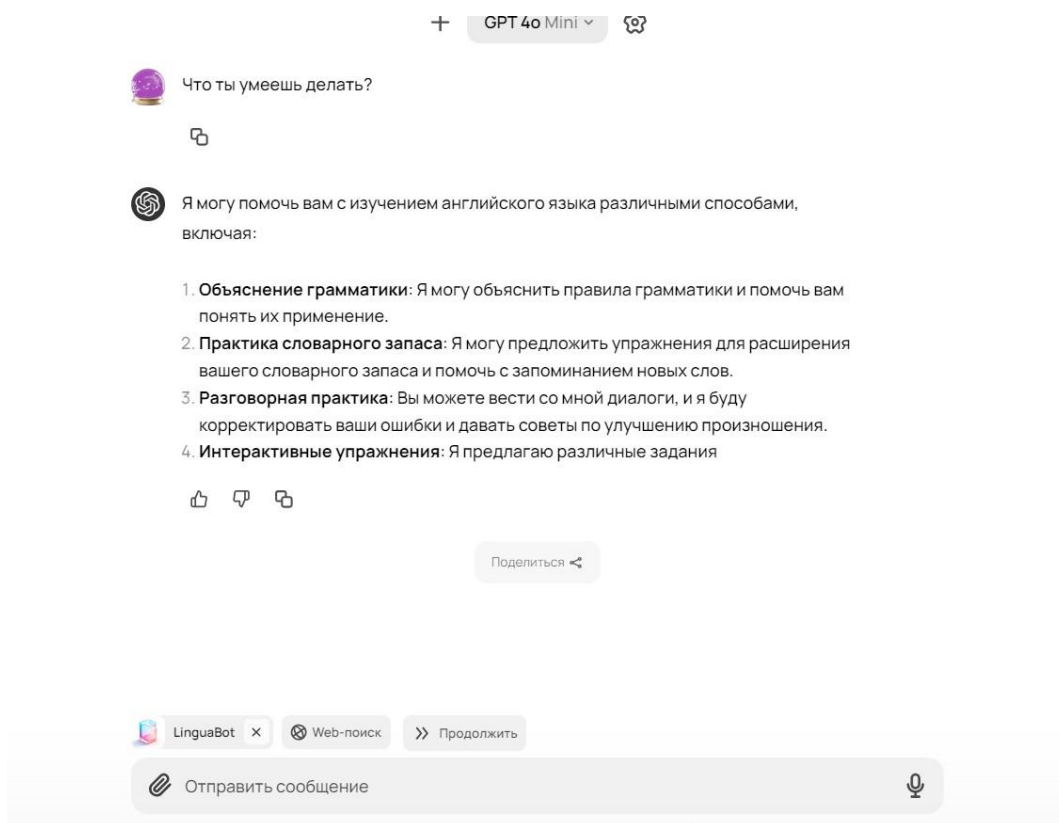 GPT 4o Mini
Что ты умеешь делать?
Я могу помочь вам с изучением английского языка различными способами,
включая:
1. Объяснение грамматики: Я могу объяснить правила грамматики и помочь вам
понять их применение.
2. Практика словарного запаса: Я могу предложить упражнения для расширения
вашего словарного запаса и помочь с запоминанием новых слов.
3. Разговорная практика: Вы можете вести со мной диалоги, и я буду
корректировать ваши ошибки и давать советы по улучшению произношения.
4. Интерактивные упражнения: Я предлагаю различные задания
Поделиться
LinguaBot Web-поиск Продолжить
Отправить сообщение